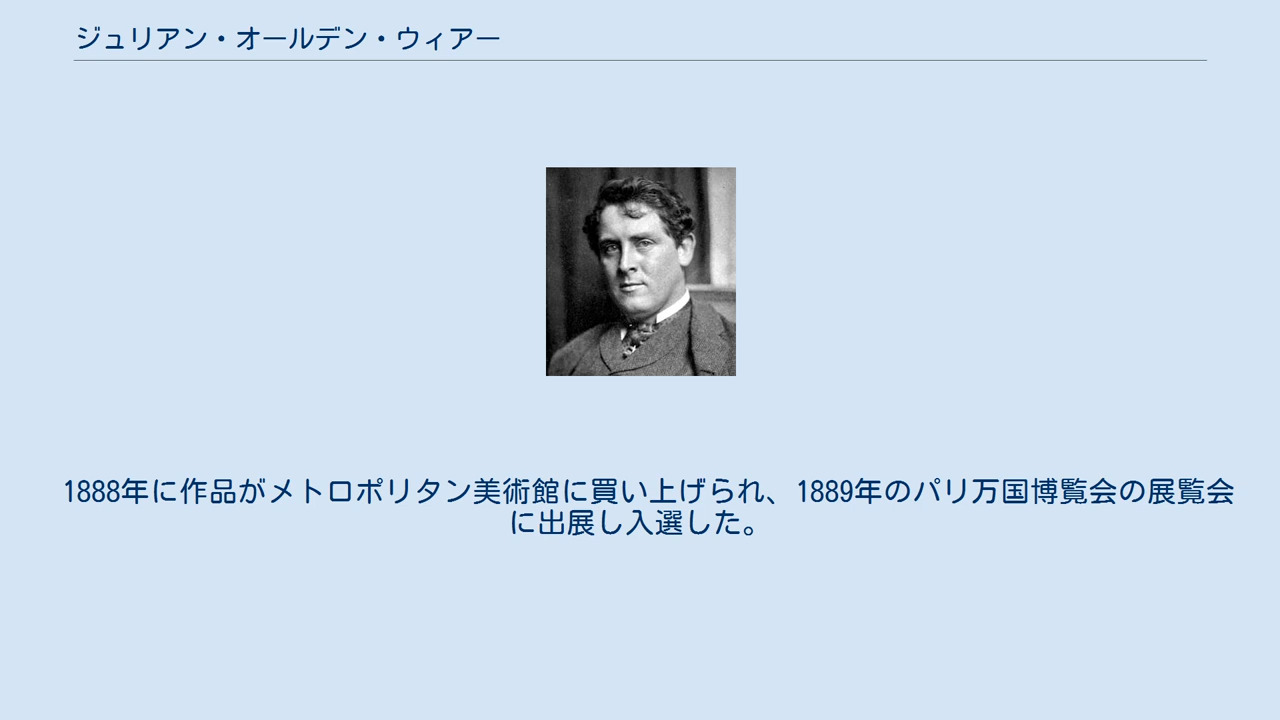 ジュリアン・オールデン・ウィアー
1888年に作品がメトロポリタン美術館に買い上げられ、1889年のパリ万国博覧会の展覧会
に出展し入選した。